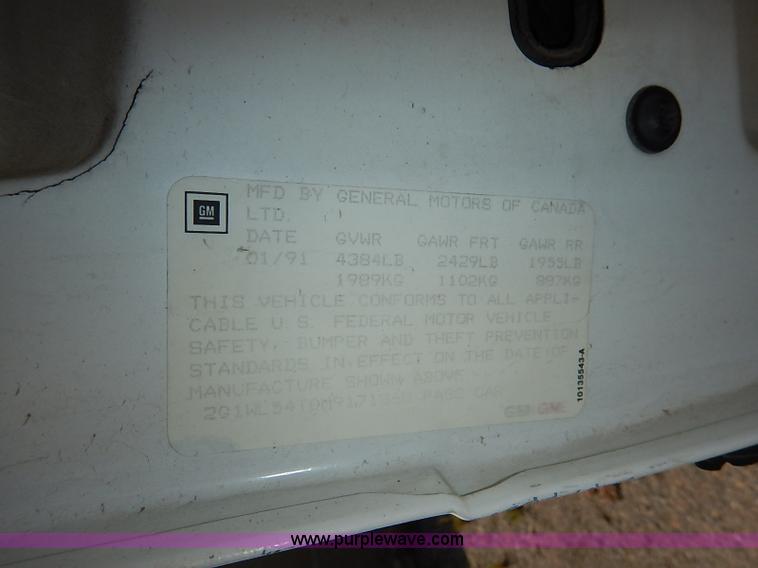 GM
MFD BY GENERAL MOTORS OF CANADA
LTD.
DATE GVWR GAWR FRT GAWR RR
01/91 4384LB 2429LB 1955LB
1989KG 1102KG 887KG
THIS VEHICLE CONFORMS TO ALL APPLI-
CABLE U.S. FEDERAL MOTOR VEHICLE
SAFETY, BUMPER AND THEFT PREVENTION
STANDARDS IN EFFECT ON THE DATE OF
MANUFACTURE SHOWN ABOVE
PASS CAR
10135543-A
www.purplewave.com